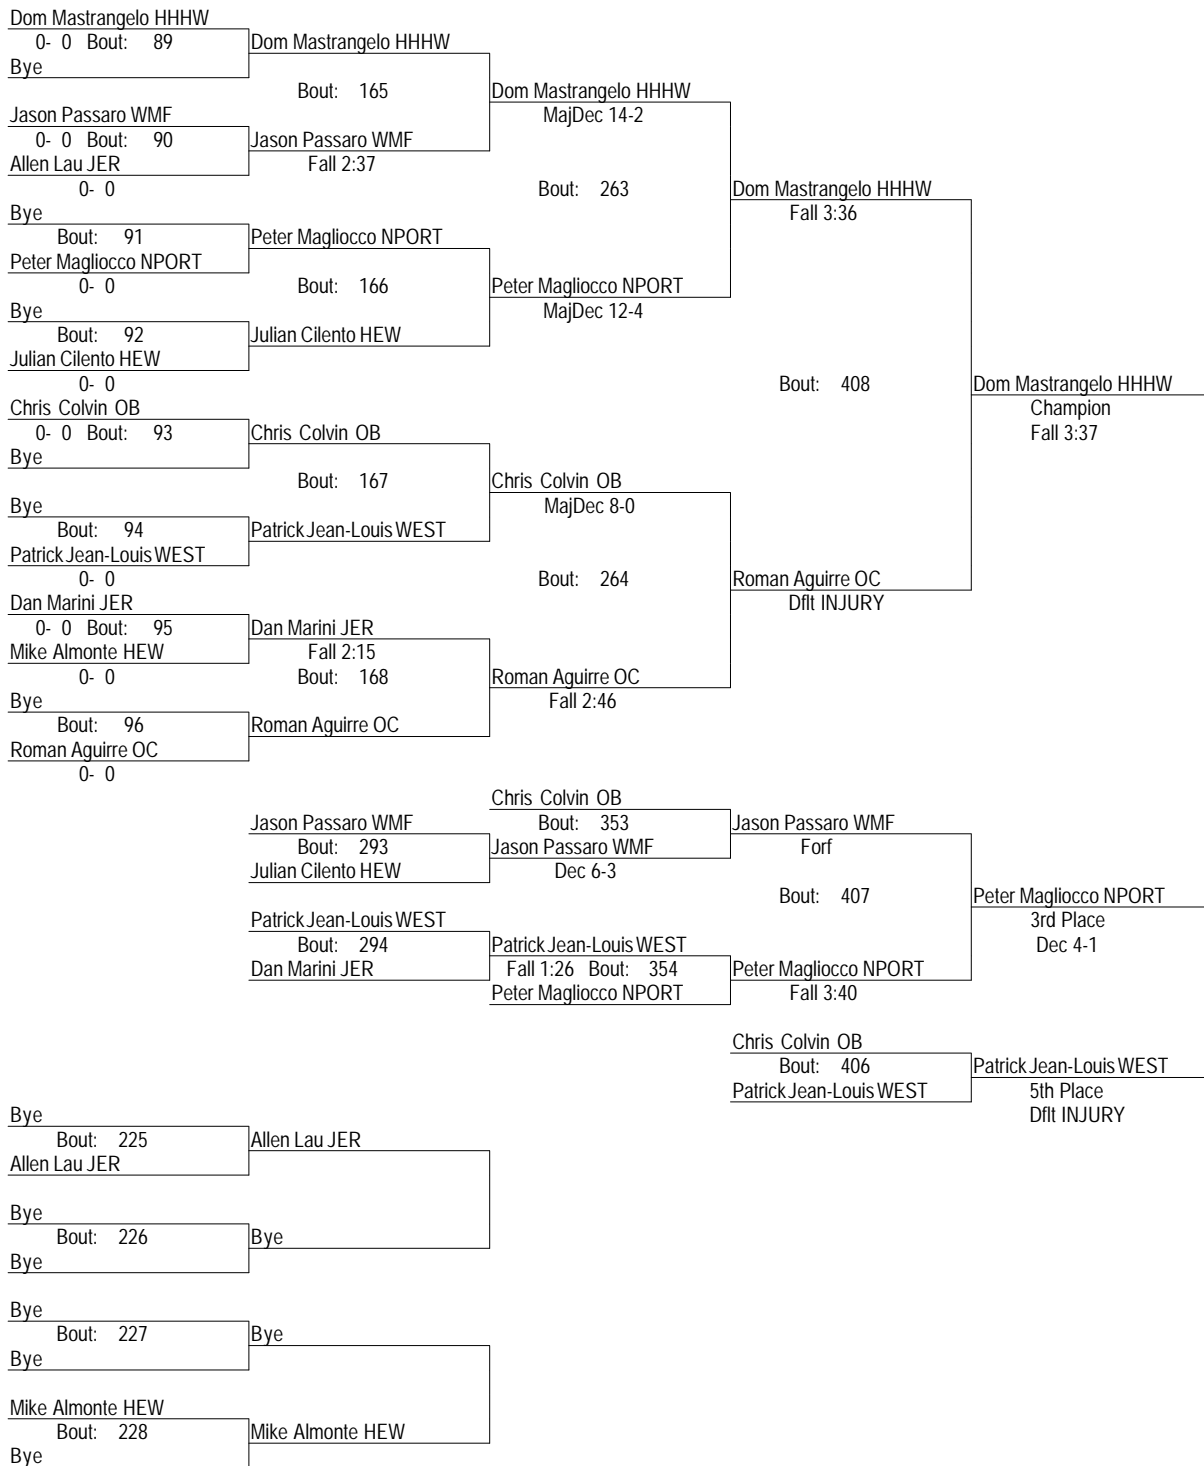 Dom Mastrangelo HHHW
0- 0 Bout: 89
Bye
Dom Mastrangelo HHHW
Bout: 165
Jason Passaro WMF
0- 0 Bout: 90
Allen Lau JER
0- 0
Jason Passaro WMF
Fall 2:37
Dom Mastrangelo HHHW
MajDec 14-2
Bout: 263
Bye
Bout: 91
Peter Magliocco NPORT
0- 0
Peter Magliocco NPORT
Bout: 166
Bye
Bout: 92
Julian Cilento HEW
0- 0
Julian Cilento HEW
Peter Magliocco NPORT
MajDec 12-4
Dom Mastrangelo HHHW
Fall 3:36
Bout: 408
Dom Mastrangelo HHHW
Champion
Fall 3:37
Chris Colvin OB
0- 0 Bout: 93
Bye
Chris Colvin OB
Bout: 167
Bye
Bout: 94
Patrick Jean-Louis WEST
0- 0
Patrick Jean-Louis WEST
Chris Colvin OB
MajDec 8-0
Bout: 264
Roman Aguirre OC
Dflt INJURY
Dan Marini JER
0- 0 Bout: 95
Mike Almonte HEW
0- 0
Dan Marini JER
Fall 2:15
Bout: 168
Bye
Bout: 96
Roman Aguirre OC
0- 0
Roman Aguirre OC
Roman Aguirre OC
Fall 2:46
Chris Colvin OB
Bout: 353
Jason Passaro WMF
Bout: 293
Julian Cilento HEW
Jason Passaro WMF
Dec 6-3
Jason Passaro WMF
Forf
Bout: 407
Patrick Jean-Louis WEST
Bout: 294
Dan Marini JER
Patrick Jean-Louis WEST
Fall 1:26 Bout: 354
Peter Magliocco NPORT
Peter Magliocco NPORT
Fall 3:40
Peter Magliocco NPORT
3rd Place
Dec 4-1
Chris Colvin OB
Bout: 406
Patrick Jean-Louis WEST
Patrick Jean-Louis WEST
5th Place
Dflt INJURY
Bye
Bout: 225
Allen Lau JER
Allen Lau JER
Bye
Bout: 226
Bye
Bye
Bye
Bout: 227
Bye
Bye
Mike Almonte HEW
Bout: 228
Bye
Mike Almonte HEW